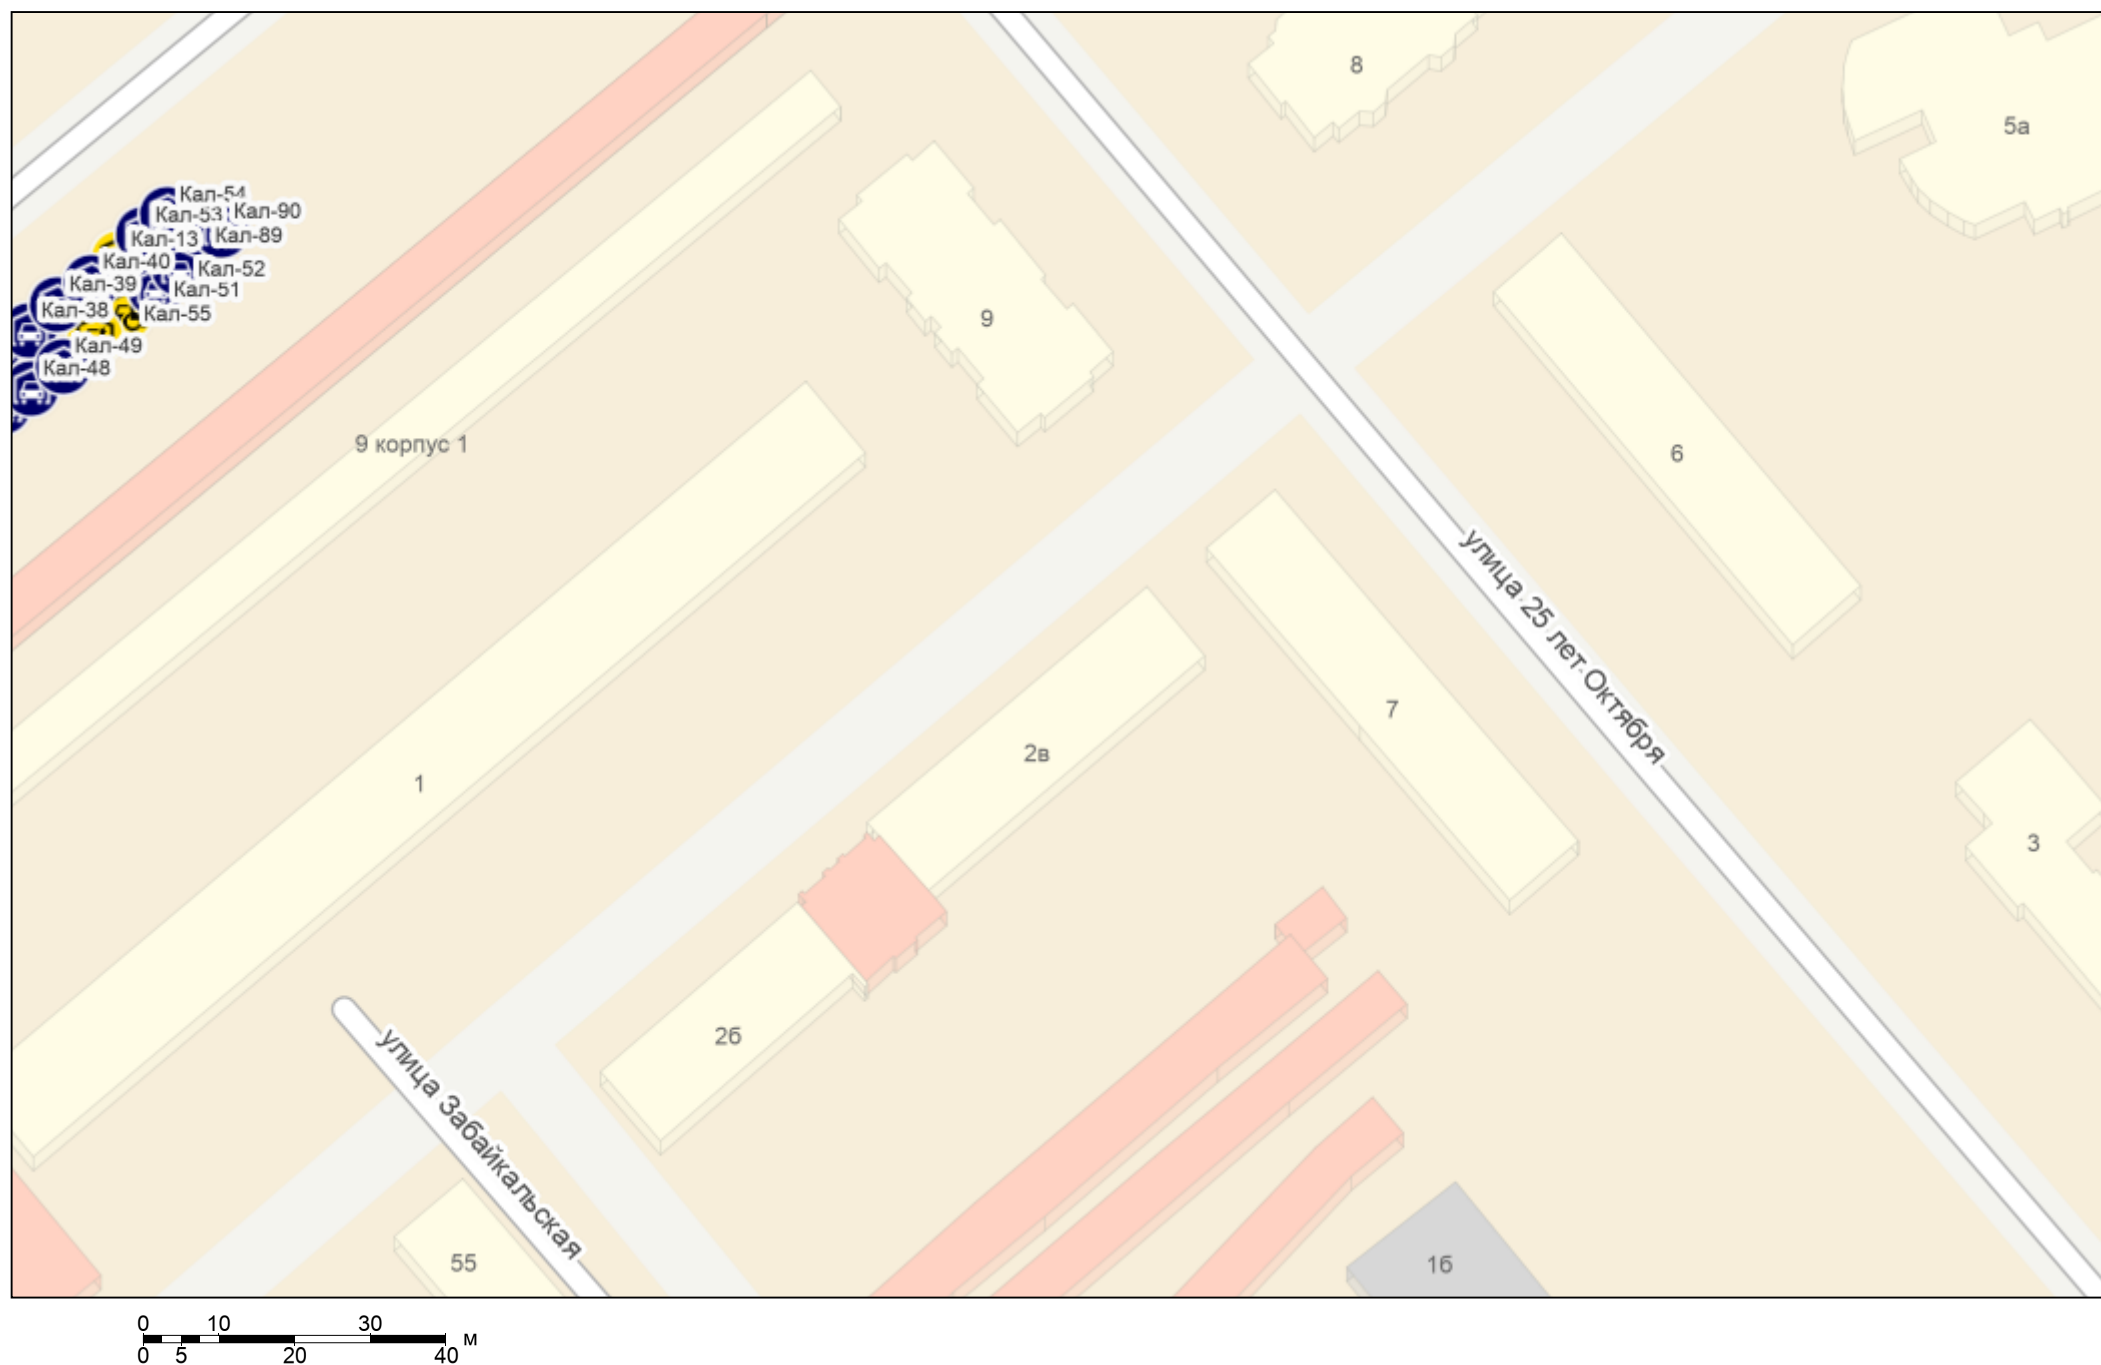 8
5а
Кал-54
Кал-53
Кал-90
Кал-13
Кал-89
Кал-40
Кал-52
Кал-39
Кал-51
Кал-38
Кал-55
Кал-49
Кал-48
9
9 корпус 1
6
улица 25 лет Октября
7
2в
1
3
2б
улица Забайкальская
55
1б
0 10 30
м
0 5 20 40